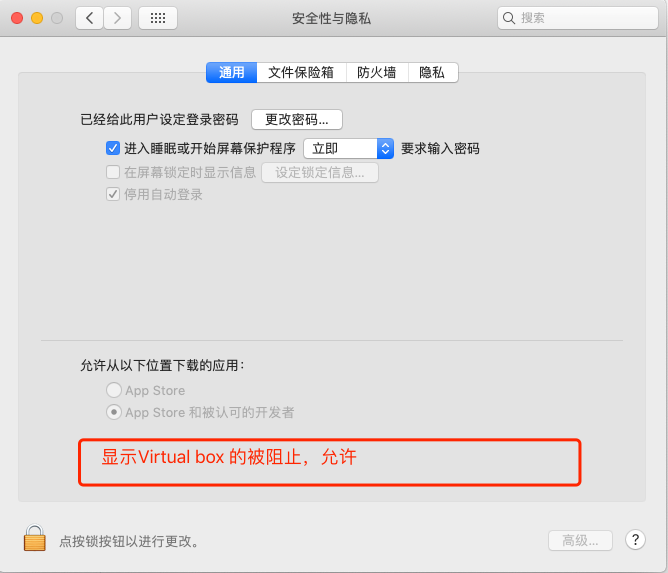 安全性与隐私
搜索
通用 文件保险箱 防火墙 隐私
已经给此用户设定登录密码 更改密码...
进入睡眠或开始屏幕保护程序 立即 要求输入密码
在屏幕锁定时显示信息 设定锁定信息...
停用自动登录
允许从以下位置下载的应用：
App Store
App Store 和被认可的开发者
显示Virtual box 的被阻止，允许
点按锁按钮以进行更改。
高级... ?